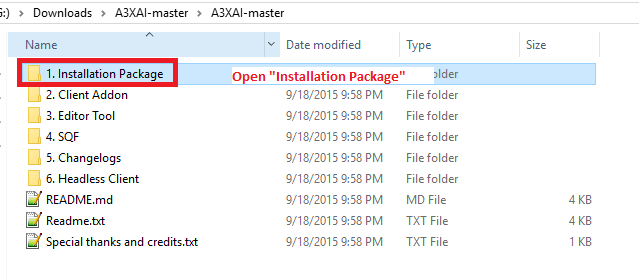 G:) > Downloads > A3XAI-master > A3XAI-master
Name Date modified Type Size
1. Installation Package Open "Installation Package" folder
2. Client Addon 9/18/2015 9:58 PM File folder
3. Editor Tool 9/18/2015 9:58 PM File folder
4. SQF 9/18/2015 9:58 PM File folder
5. Changelogs 9/18/2015 9:58 PM File folder
6. Headless Client 9/18/2015 9:58 PM File folder
README.md 9/18/2015 9:58 PM MD File 4 KB
Readme.txt 9/18/2015 9:58 PM TXT File 4 KB
Special thanks and credits.txt 9/18/2015 9:58 PM TXT File 1 KB